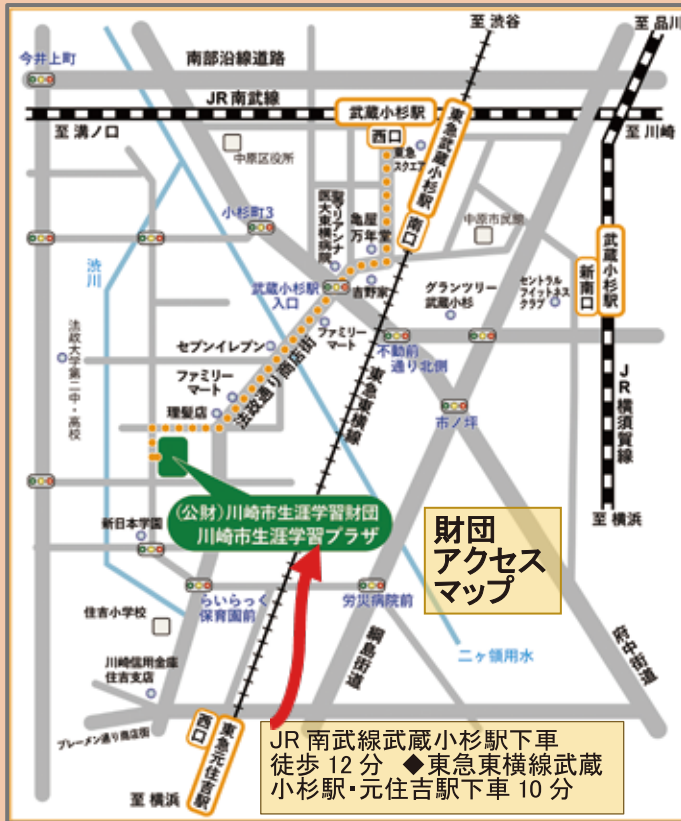 至 渋谷
至 品川
今井上町
南部沿線道路
JR南武線
武蔵小杉駅
西口
至 溝ノ口
至 川崎
中原区役所
東急
スクエア
東急武蔵小杉駅
南口
小杉町3
聖マリアンナ
医大東横病院
亀屋
万年堂
中原市民館
武蔵小杉駅
新南口
渋川
武蔵小杉駅
入口
吉野家
グランツリー
武蔵小杉
セントラル
フィットネス
クラブ
ファミリー
マート
セブンイレブン
不動前
通り北側
法政大学第二中・高校
ファミリー
マート
法政通り商店街
東急東横線
JR横須賀線
理髪店
市ノ坪
(公財)川崎市生涯学習財団
川崎市生涯学習プラザ
至 横浜
新日本学園
財団
アクセス
マップ
住吉小学校
らいらっく
保育園前
労災病院前
綱島街道
二ヶ領用水
府中街道
川崎信用金庫
住吉支店
ブレーメン通り商店街
西口
東急元住吉駅
至 横浜
JR南武線武蔵小杉駅下車
徒歩12分 ◆東急東横線武蔵
小杉駅・元住吉駅下車10分